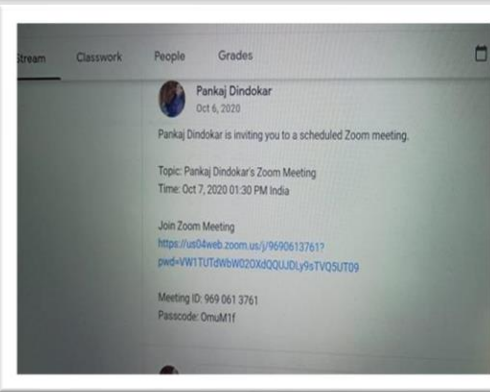 Stream Classwork People Grades
Pankaj Dindokar
Oct 6, 2020
Pankaj Dindokar is inviting you to a scheduled Zoom meeting.
Topic: Pankaj Dindokar's Zoom Meeting
Time: Oct 7, 2020 01:30 PM India
Join Zoom Meeting
https://us04web.zoom.us/j/9690613761?
pwd=VW1TUTdWbW02OXdQQUJDLy9sTVQ5UT09
Meeting ID: 969 061 3761
Passcode: 0muM1f